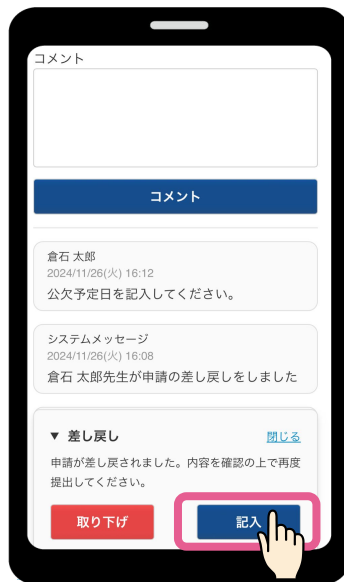 コメント
コメント
倉石 太郎
2024/11/26(火) 16:12
公欠予定日を記入してください。
システムメッセージ
2024/11/26(火) 16:08
倉石 太郎先生が申請の差し戻しをしました
▼ 差し戻し 閉じる
申請が差し戻されました。内容を確認の上で再度
提出してください。
取り下げ 記入